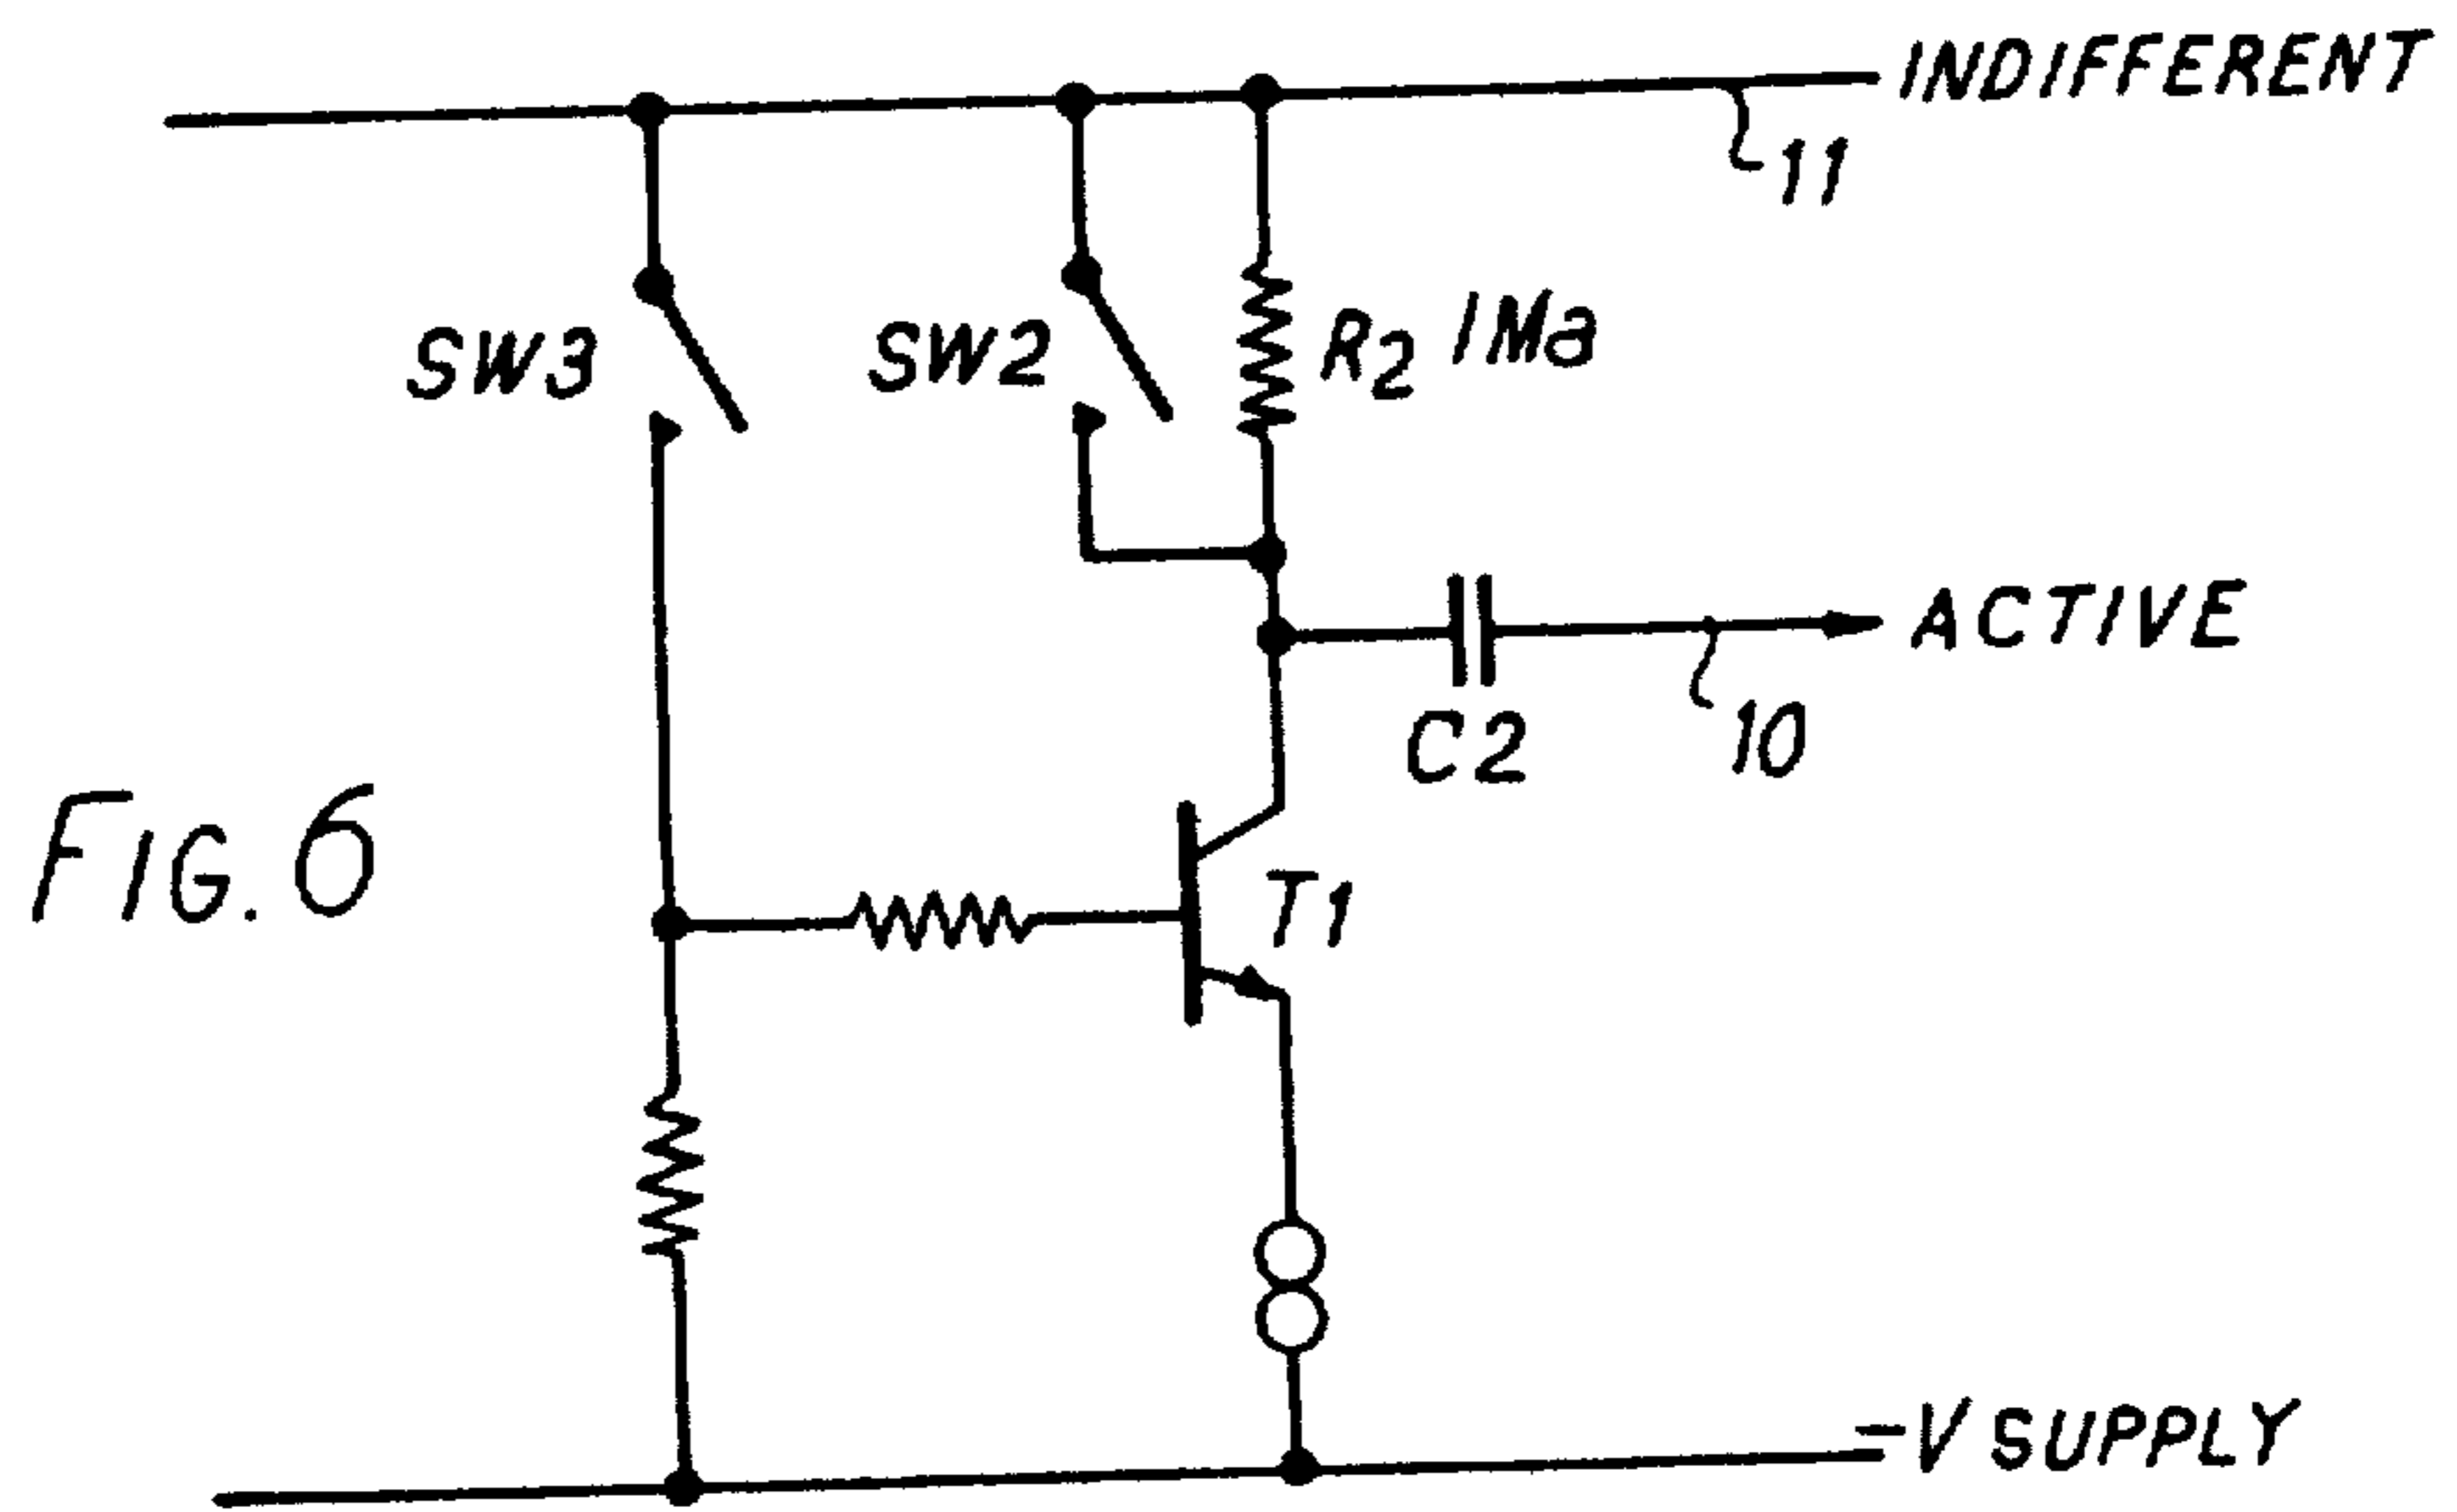 INDIFFERENT
11
SW3
SW2
R2 1Ma
ACTIVE
10
C2
FIG. 6
T1
-V SUPPLY